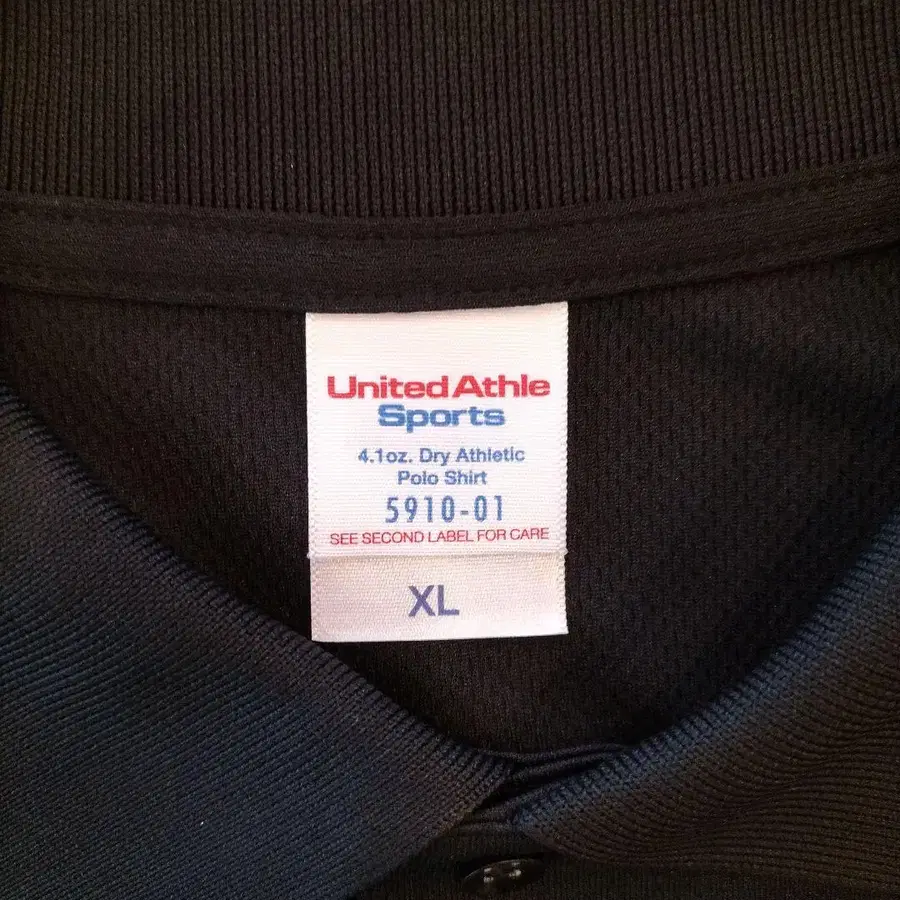 United Athle
Sports
4.1oz. Dry Athletic
Polo Shirt
5910-01
SEE SECOND LABEL FOR CARE
XL